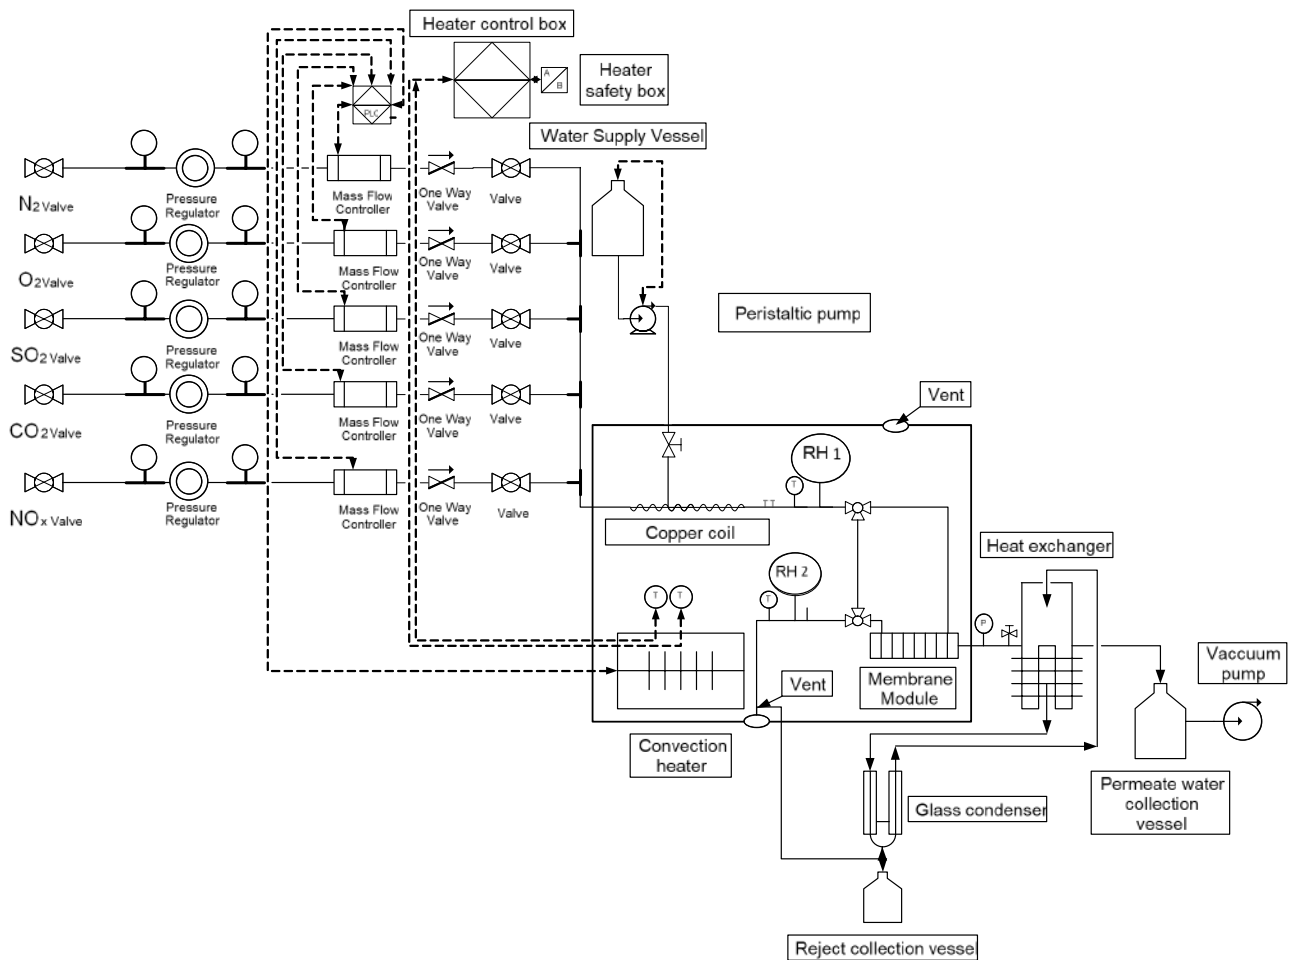 Heater control box
A
B
Heater
safety box
PLC
Water Supply Vessel
N2 Valve
Pressure
Regulator
Mass Flow
Controller
One Way
Valve
Valve
O2 Valve
Pressure
Regulator
Mass Flow
Controller
One Way
Valve
Valve
SO2 Valve
Pressure
Regulator
Mass Flow
Controller
One Way
Valve
Valve
Peristaltic pump
CO2 Valve
Pressure
Regulator
Mass Flow
Controller
One Way
Valve
Valve
Vent
NOx Valve
Pressure
Regulator
Mass Flow
Controller
One Way
Valve
Valve
RH 1
T
TT
Copper coil
Heat exchanger
RH 2
T
T
T
P
Membrane
Module
Vent
Vaccuum
pump
Convection
heater
Permeate water
collection
vessel
Glass condenser
Reject collection vessel